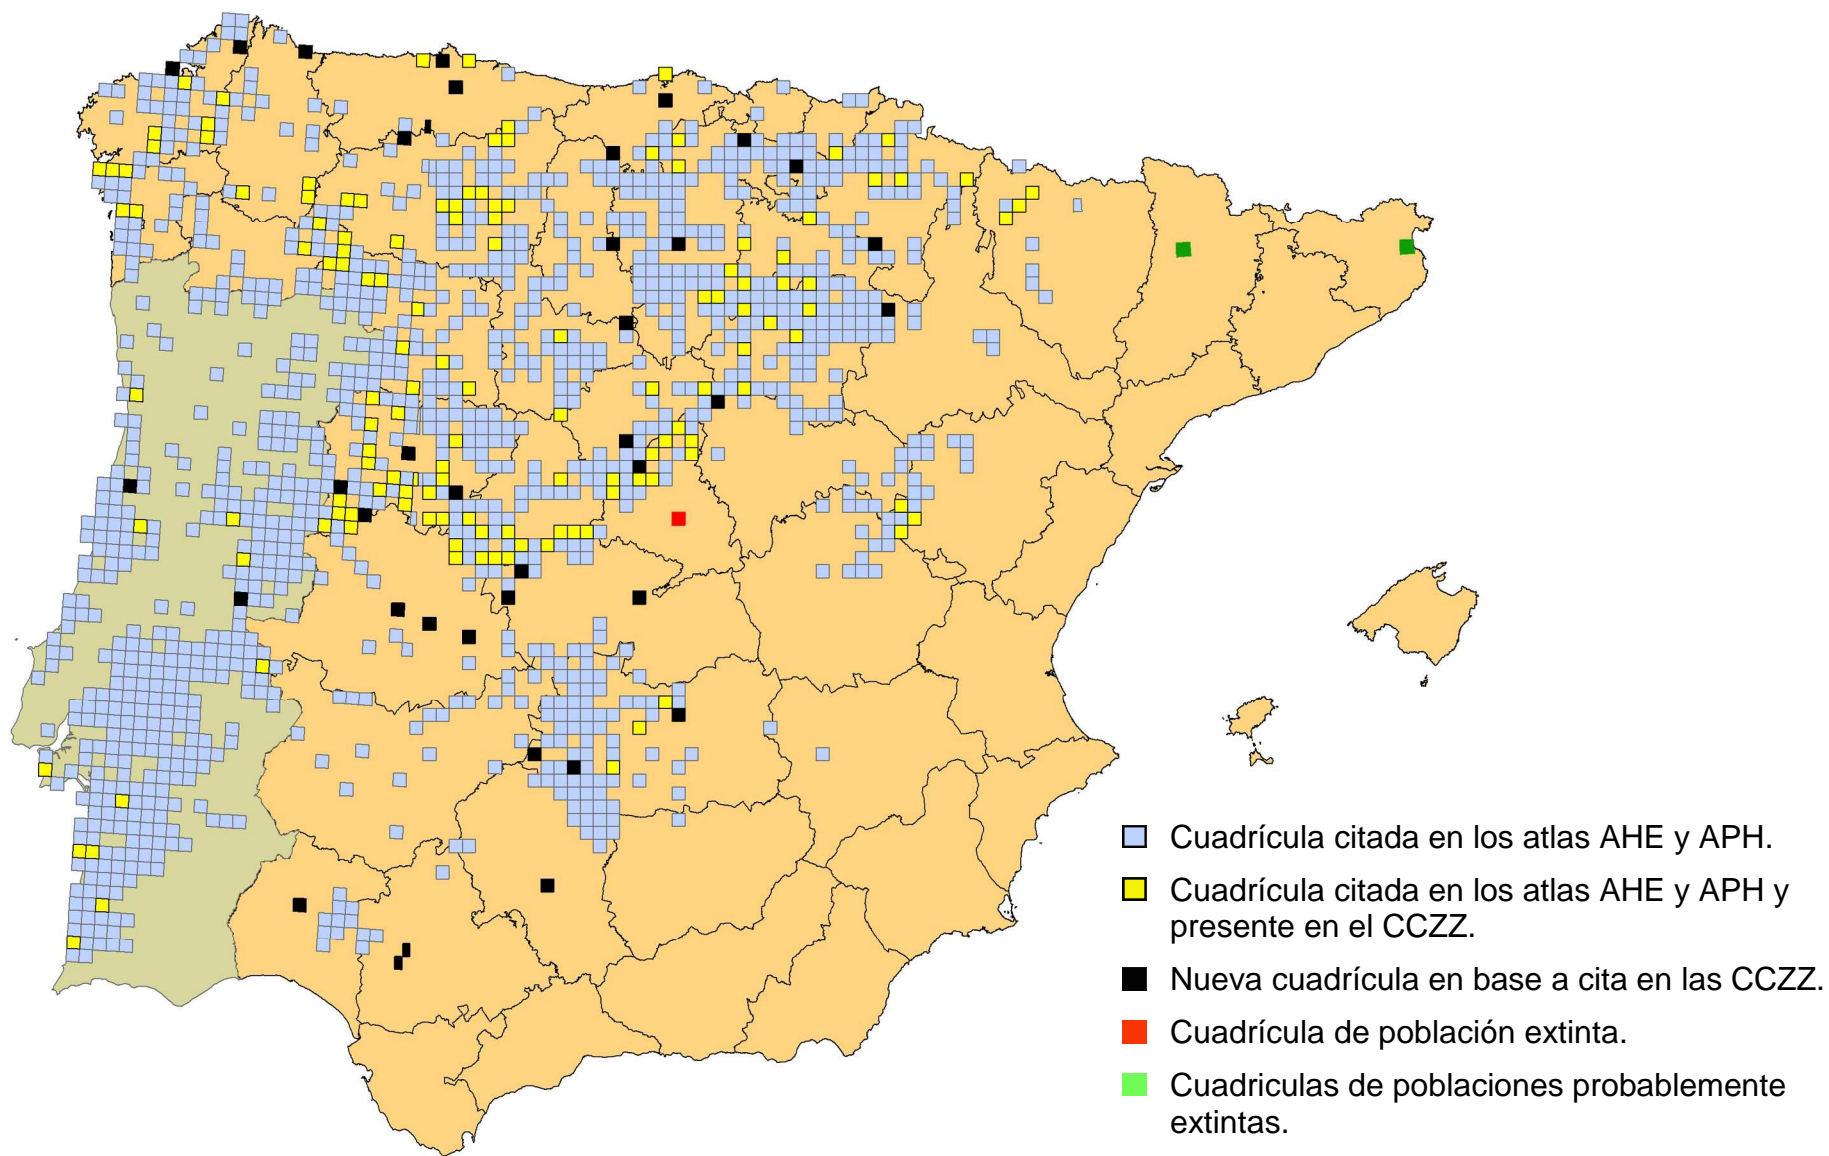 Cuadrícula citada en los atlas AHE y APH.
Cuadrícula citada en los atlas AHE y APH y
presente en el CCZZ.
Nueva cuadrícula en base a cita en las CCZZ.
Cuadrícula de población extinta.
Cuadriculas de poblaciones probablemente
extintas.